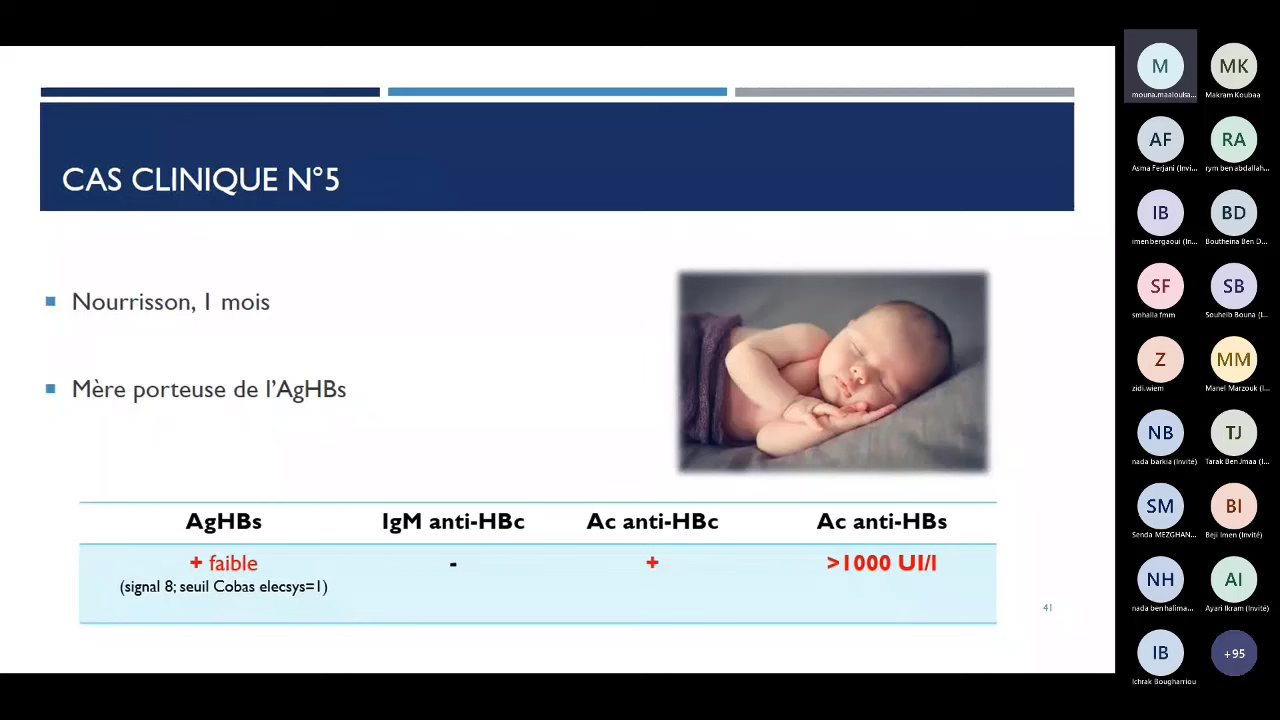 CAS CLINIQUE N°5
Nourrisson, 1 mois
Mère porteuse de l'AgHBs
AgHBs IgM anti-HBc Ac anti-HBc Ac anti-HBs
+ faible - + >1000 UI/l
(signal 8; seuil Cobas elecsys=1)
41
M MK
mouna.maaloulsa... Makram Koubaa
AF RA
Asma Ferjani (Invi... rym ben abdallah...
IB BD
imen bergaoui (In... Boutheina Ben D...
SF SB
smhalla fmm Souheib Bouna (I...
Z MM
zidi.wiem Manel Marzouk (I...
NB TJ
nada barkia (Invité) Tarak Ben Jmaa (I...
SM BI
Senda MEZGHAN... Beji Imen (Invité)
NH AI
nada ben halima... Ayari Ikram (Invité)
IB +95
Ichrak Bougharriou